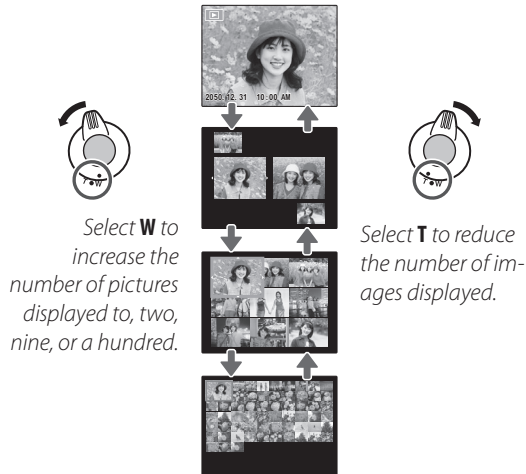 2050. 12. 31 10: 00 AM
T W
T W
Select W to
increase the
number of pictures
displayed to, two,
nine, or a hundred.
Select T to reduce
the number of im-
ages displayed.